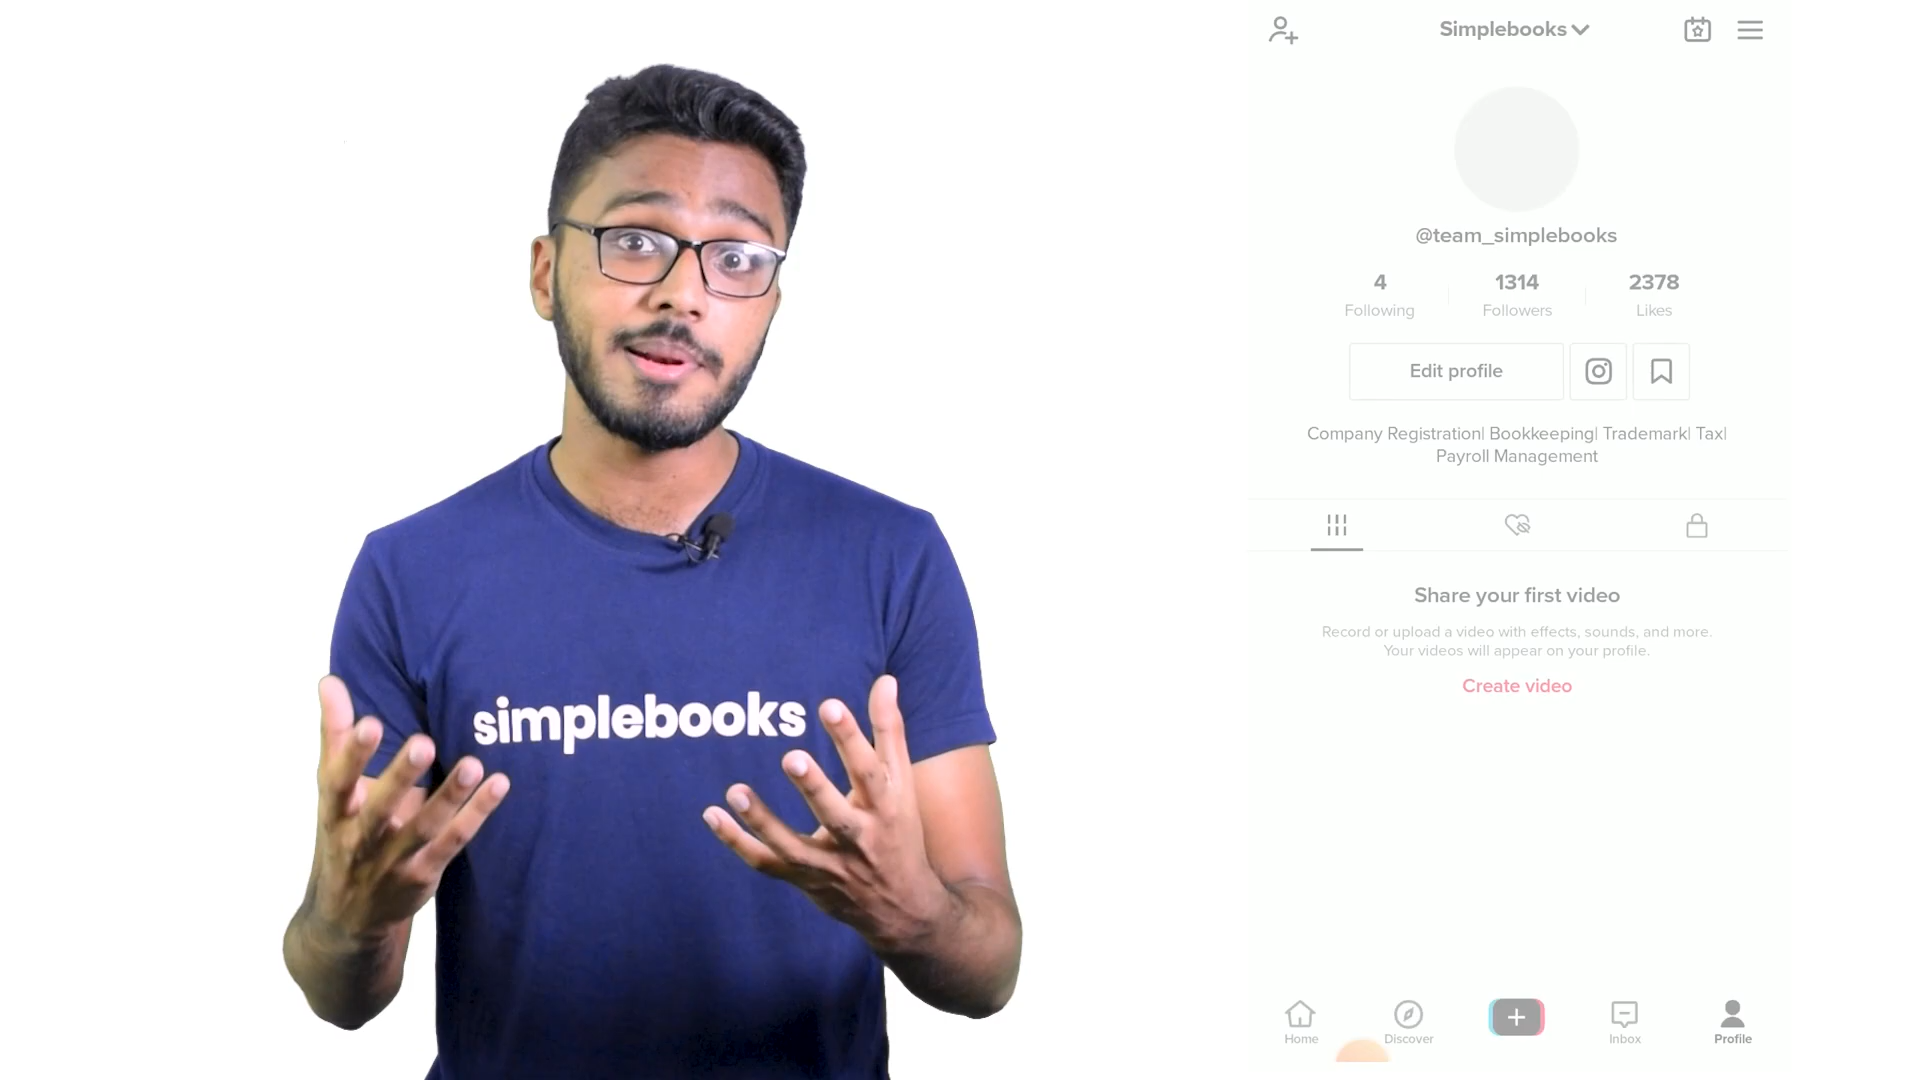 simplebooks
Simplebooks
@team_simplebooks
4 1314 2378
Following Followers Likes
Edit profile
Company Registration| Bookkeeping| Trademark| Tax|
Payroll Management
Share your first video
Record or upload a video with effects, sounds, and more.
Your videos will appear on your profile.
Create video
Home Discover Inbox Profile